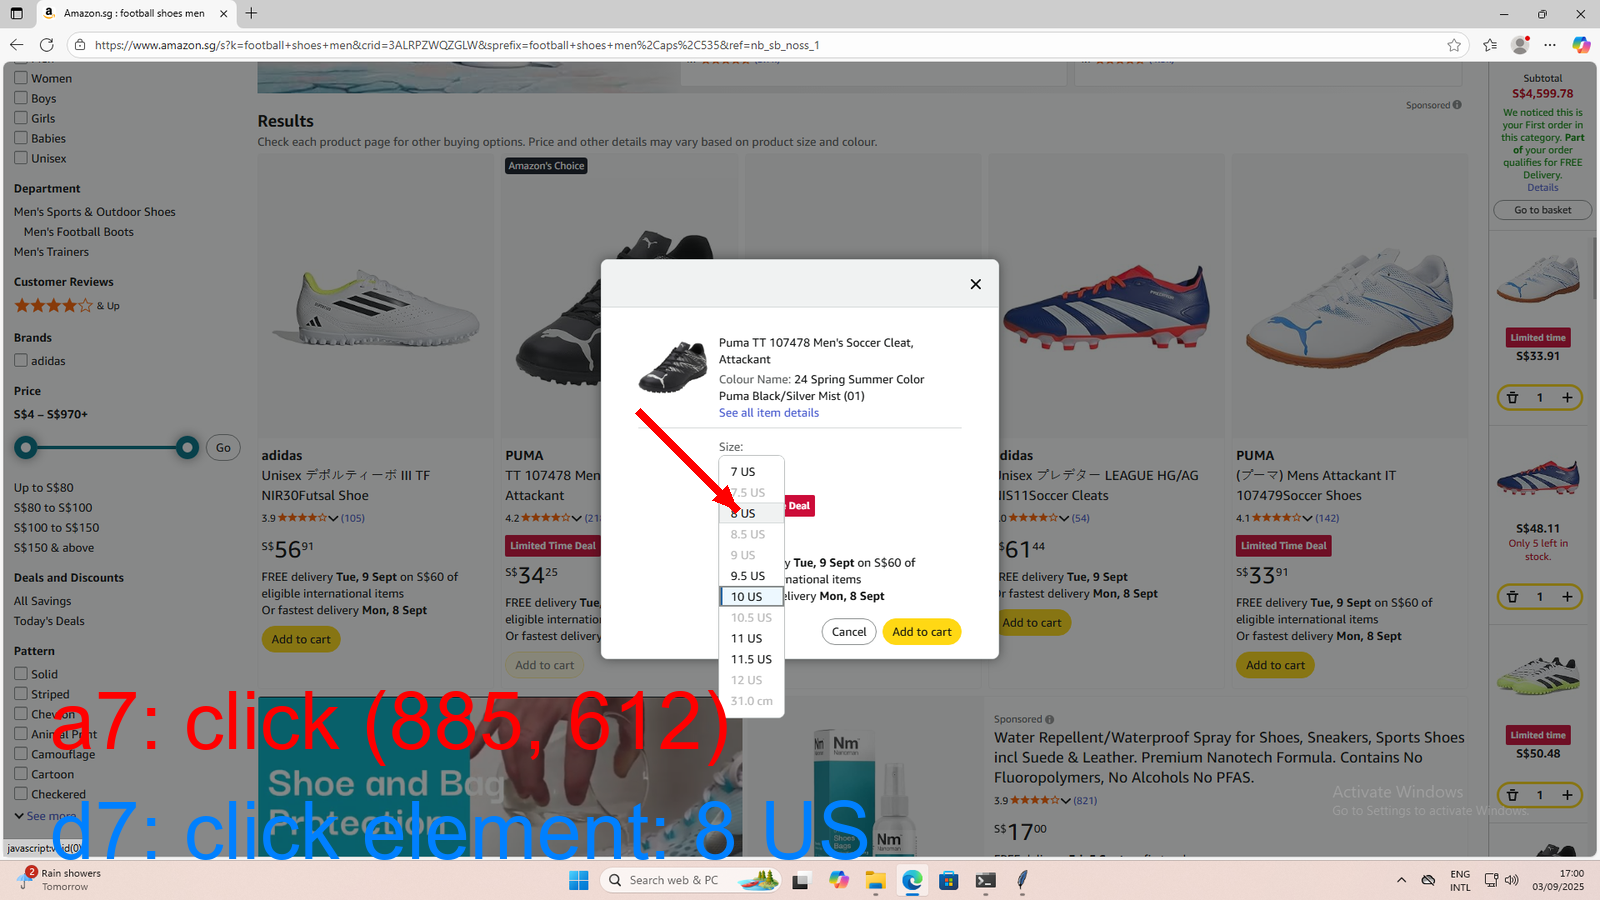 Amazon.sg : football shoes men
https://www.amazon.sg/s?k=football+shoes+men&crid=3ALRPZWQZGLW&sprefix=football+shoes+men%2Caps%2C535&ref=nb_sb_noss_1
Women
Boys
Girls
Babies
Unisex
Department
Men's Sports & Outdoor Shoes
Men's Football Boots
Men's Trainers
Customer Reviews
& Up
Brands
adidas
Price
S$4 – S$970+
Go
Up to S$80
S$80 to S$100
S$100 to S$150
S$150 & above
Deals and Discounts
All Savings
Today's Deals
Pattern
Solid
Striped
Chevron
Animal Print
Camouflage
Cartoon
Checkered
See more
javascript:void(0)
Sponsored
Results
Check each product page for other buying options. Price and other details may vary based on product size and colour.
Amazon's Choice
adidas
Unisex デポルティーボ III TF
NIR30Futsal Shoe
3.9 (105)
S$56 91
FREE delivery Tue, 9 Sept on S$60 of
eligible international items
Or fastest delivery Mon, 8 Sept
Add to cart
PUMA
TT 107478 Men
Attackant
4.2
Limited Time Deal
S$34 25
FREE delivery Tue,
eligible internation
Or fastest delivery
Add to cart
Puma TT 107478 Men's Soccer Cleat,
Attackant
Colour Name: 24 Spring Summer Color
Puma Black/Silver Mist (01)
See all item details
Size:
7 US
7.5 US
8 US
8.5 US
9 US
9.5 US
10 US
10.5 US
11 US
11.5 US
12 US
31.0 cm
Deal
y Tue, 9 Sept on S$60 of
national items
elivery Mon, 8 Sept
Cancel
Add to cart
Unisex プレデター LEAGUE HG/AG
NIS11Soccer Cleats
(54)
61 44
FREE delivery Tue, 9 Sept
Or fastest delivery Mon, 8 Sept
Add to cart
PUMA
(プーマ) Mens Attackant IT
107479Soccer Shoes
4.1 (142)
Limited Time Deal
S$33 91
FREE delivery Tue, 9 Sept on S$60 of
eligible international items
Or fastest delivery Mon, 8 Sept
Add to cart
Subtotal
S$4,599.78
We noticed this is
your First order in
this category. Part
of your order
qualifies for FREE
Delivery.
Details
Go to basket
Limited time
S$33.91
1
S$48.11
Only 5 left in
stock.
1
Limited time
S$50.48
1
Shoe and Bag
Protection
Nm
Nm
Nanoman
Nm
Shoes
Bags
Sponsored
Water Repellent/Waterproof Spray for Shoes, Sneakers, Sports Shoes
incl Suede & Leather. Premium Nanotech Formula. Contains No
Fluoropolymers, No Alcohols No PFAS.
3.9 (821)
S$17 00
Activate Windows
Go to Settings to activate Windows.
a7: click (885, 612)
d7: click element: 8 US
2
Rain showers
Tomorrow
Search web & PC
ENG
INTL
17:00
03/09/2025